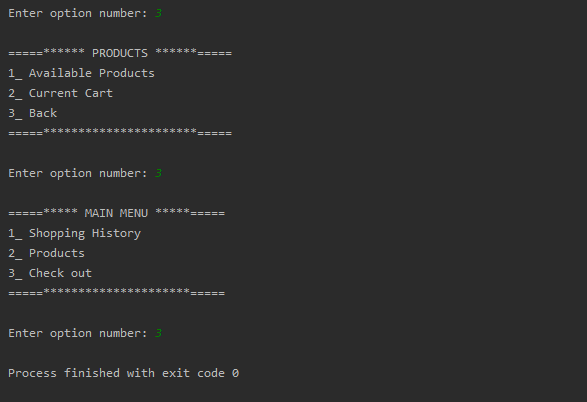 Enter option number: 3
=====****** PRODUCTS ******=====
1_ Available Products
2_ Current Cart
3_ Back
=====**********************=====
Enter option number: 3
=====***** MAIN MENU *****=====
1_ Shopping History
2_ Products
3_ Check out
=====*********************=====
Enter option number: 3
Process finished with exit code 0